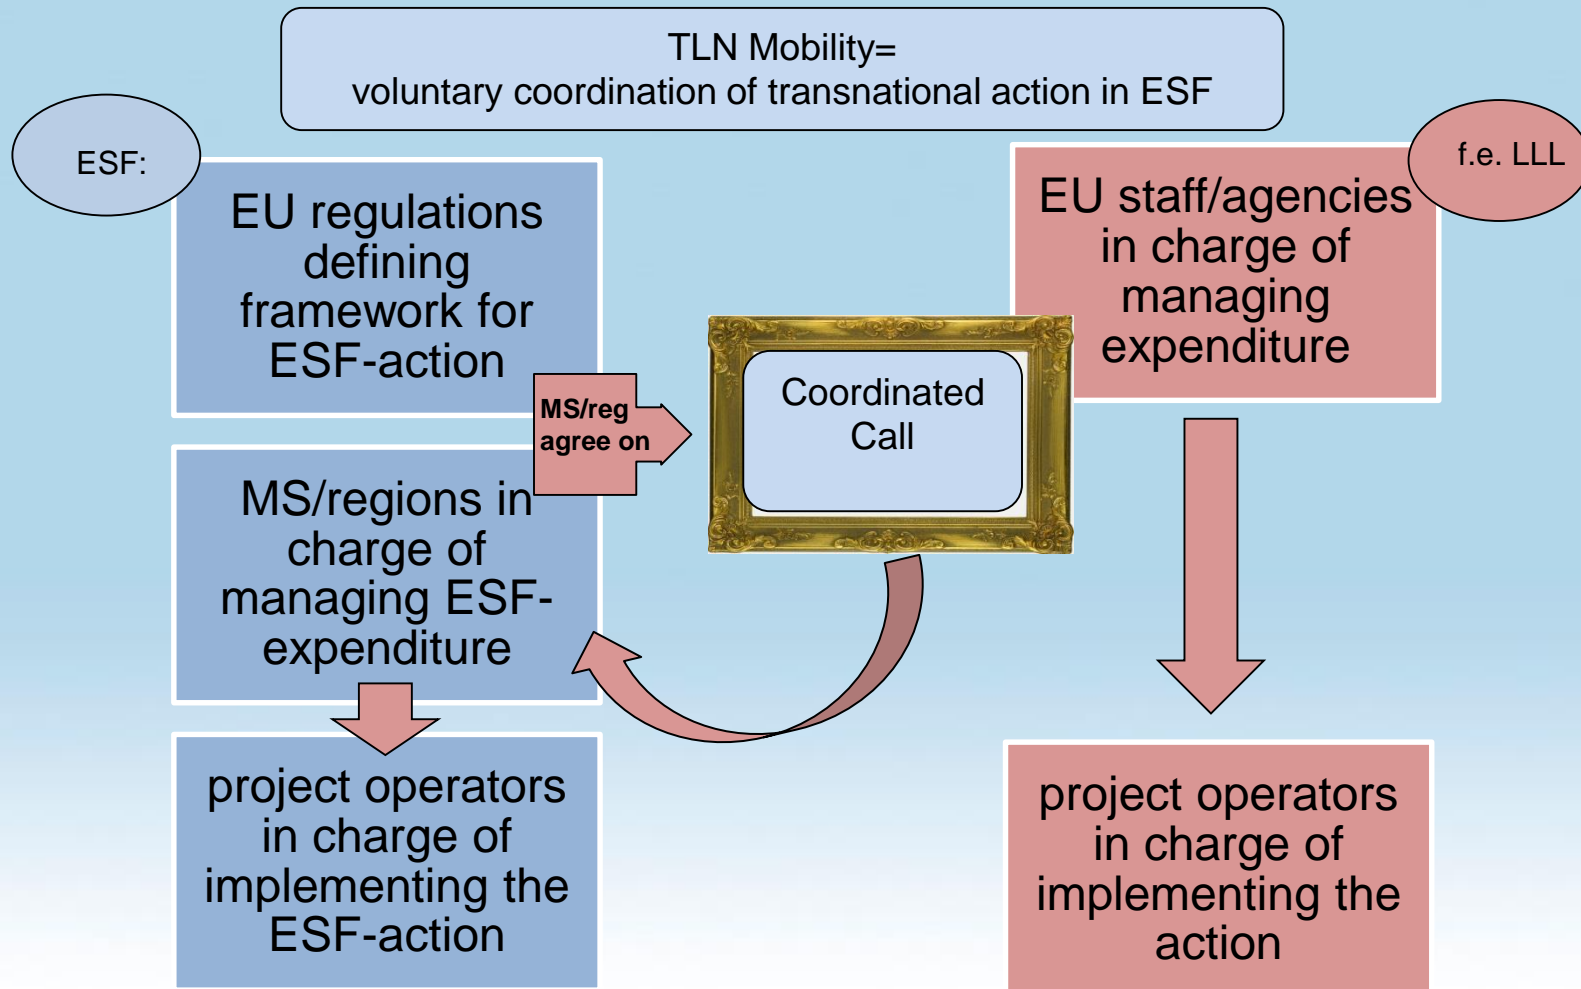 TLN Mobility=
voluntary coordination of transnational action in ESF
ESF:
EU regulations
defining
framework for
ESF-action
MS/regions in
charge of
managing ESF-
expenditure
project operators
in charge of
implementing the
ESF-action
MS/reg
agree on
Coordinated
Call
f.e. LLL
EU staff/agencies
in charge of
managing
expenditure
project operators
in charge of
implementing the
action